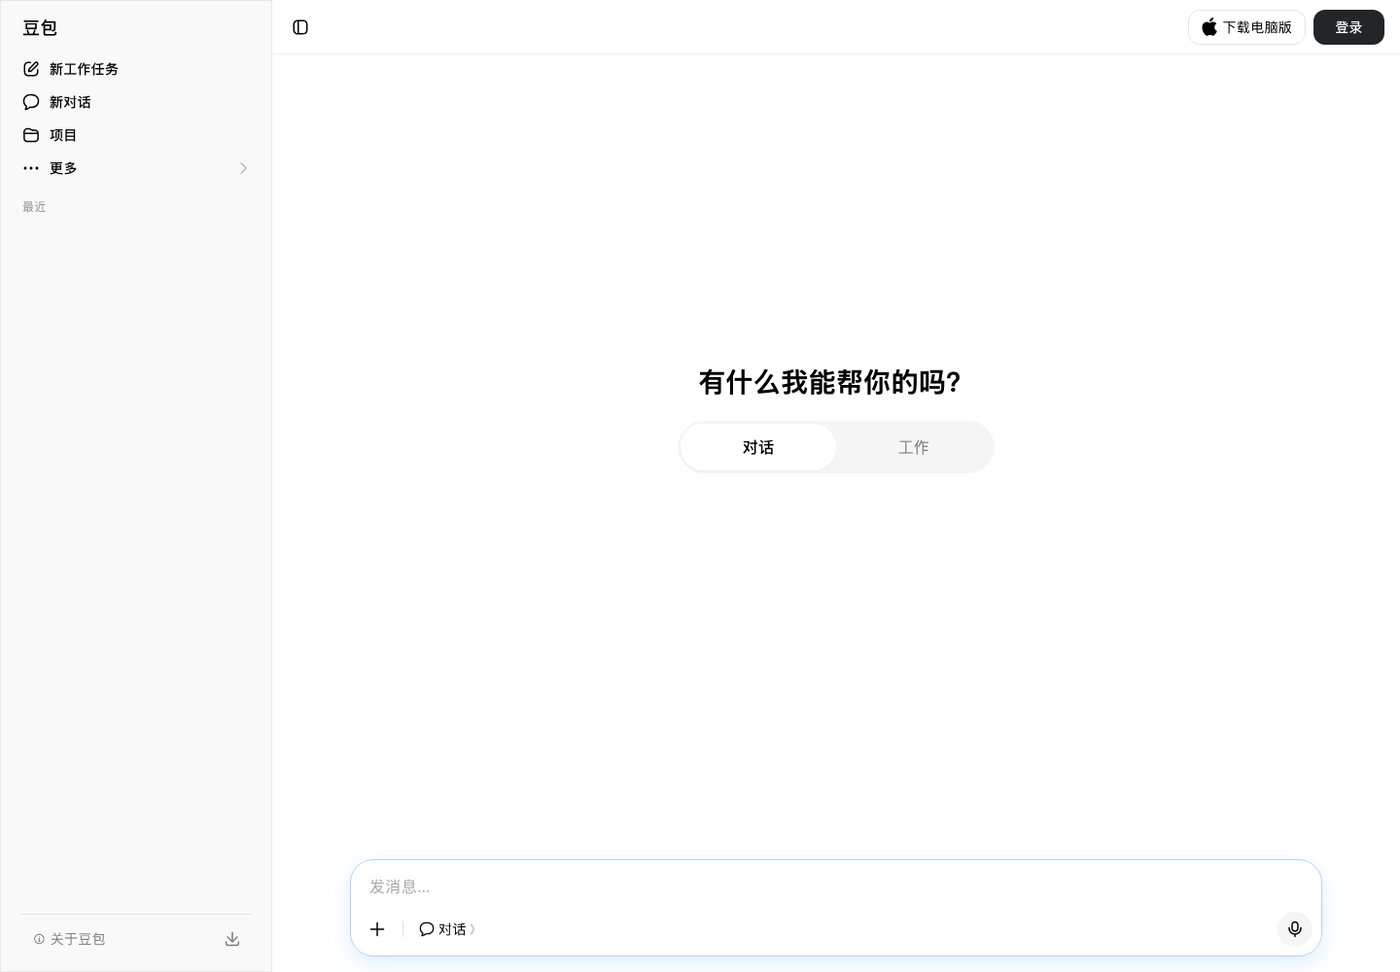 豆包
新工作任务
新对话
项目
更多
最近
关于豆包
下载电脑版
登录
有什么我能帮你的吗?
对话
工作
发消息...
对话